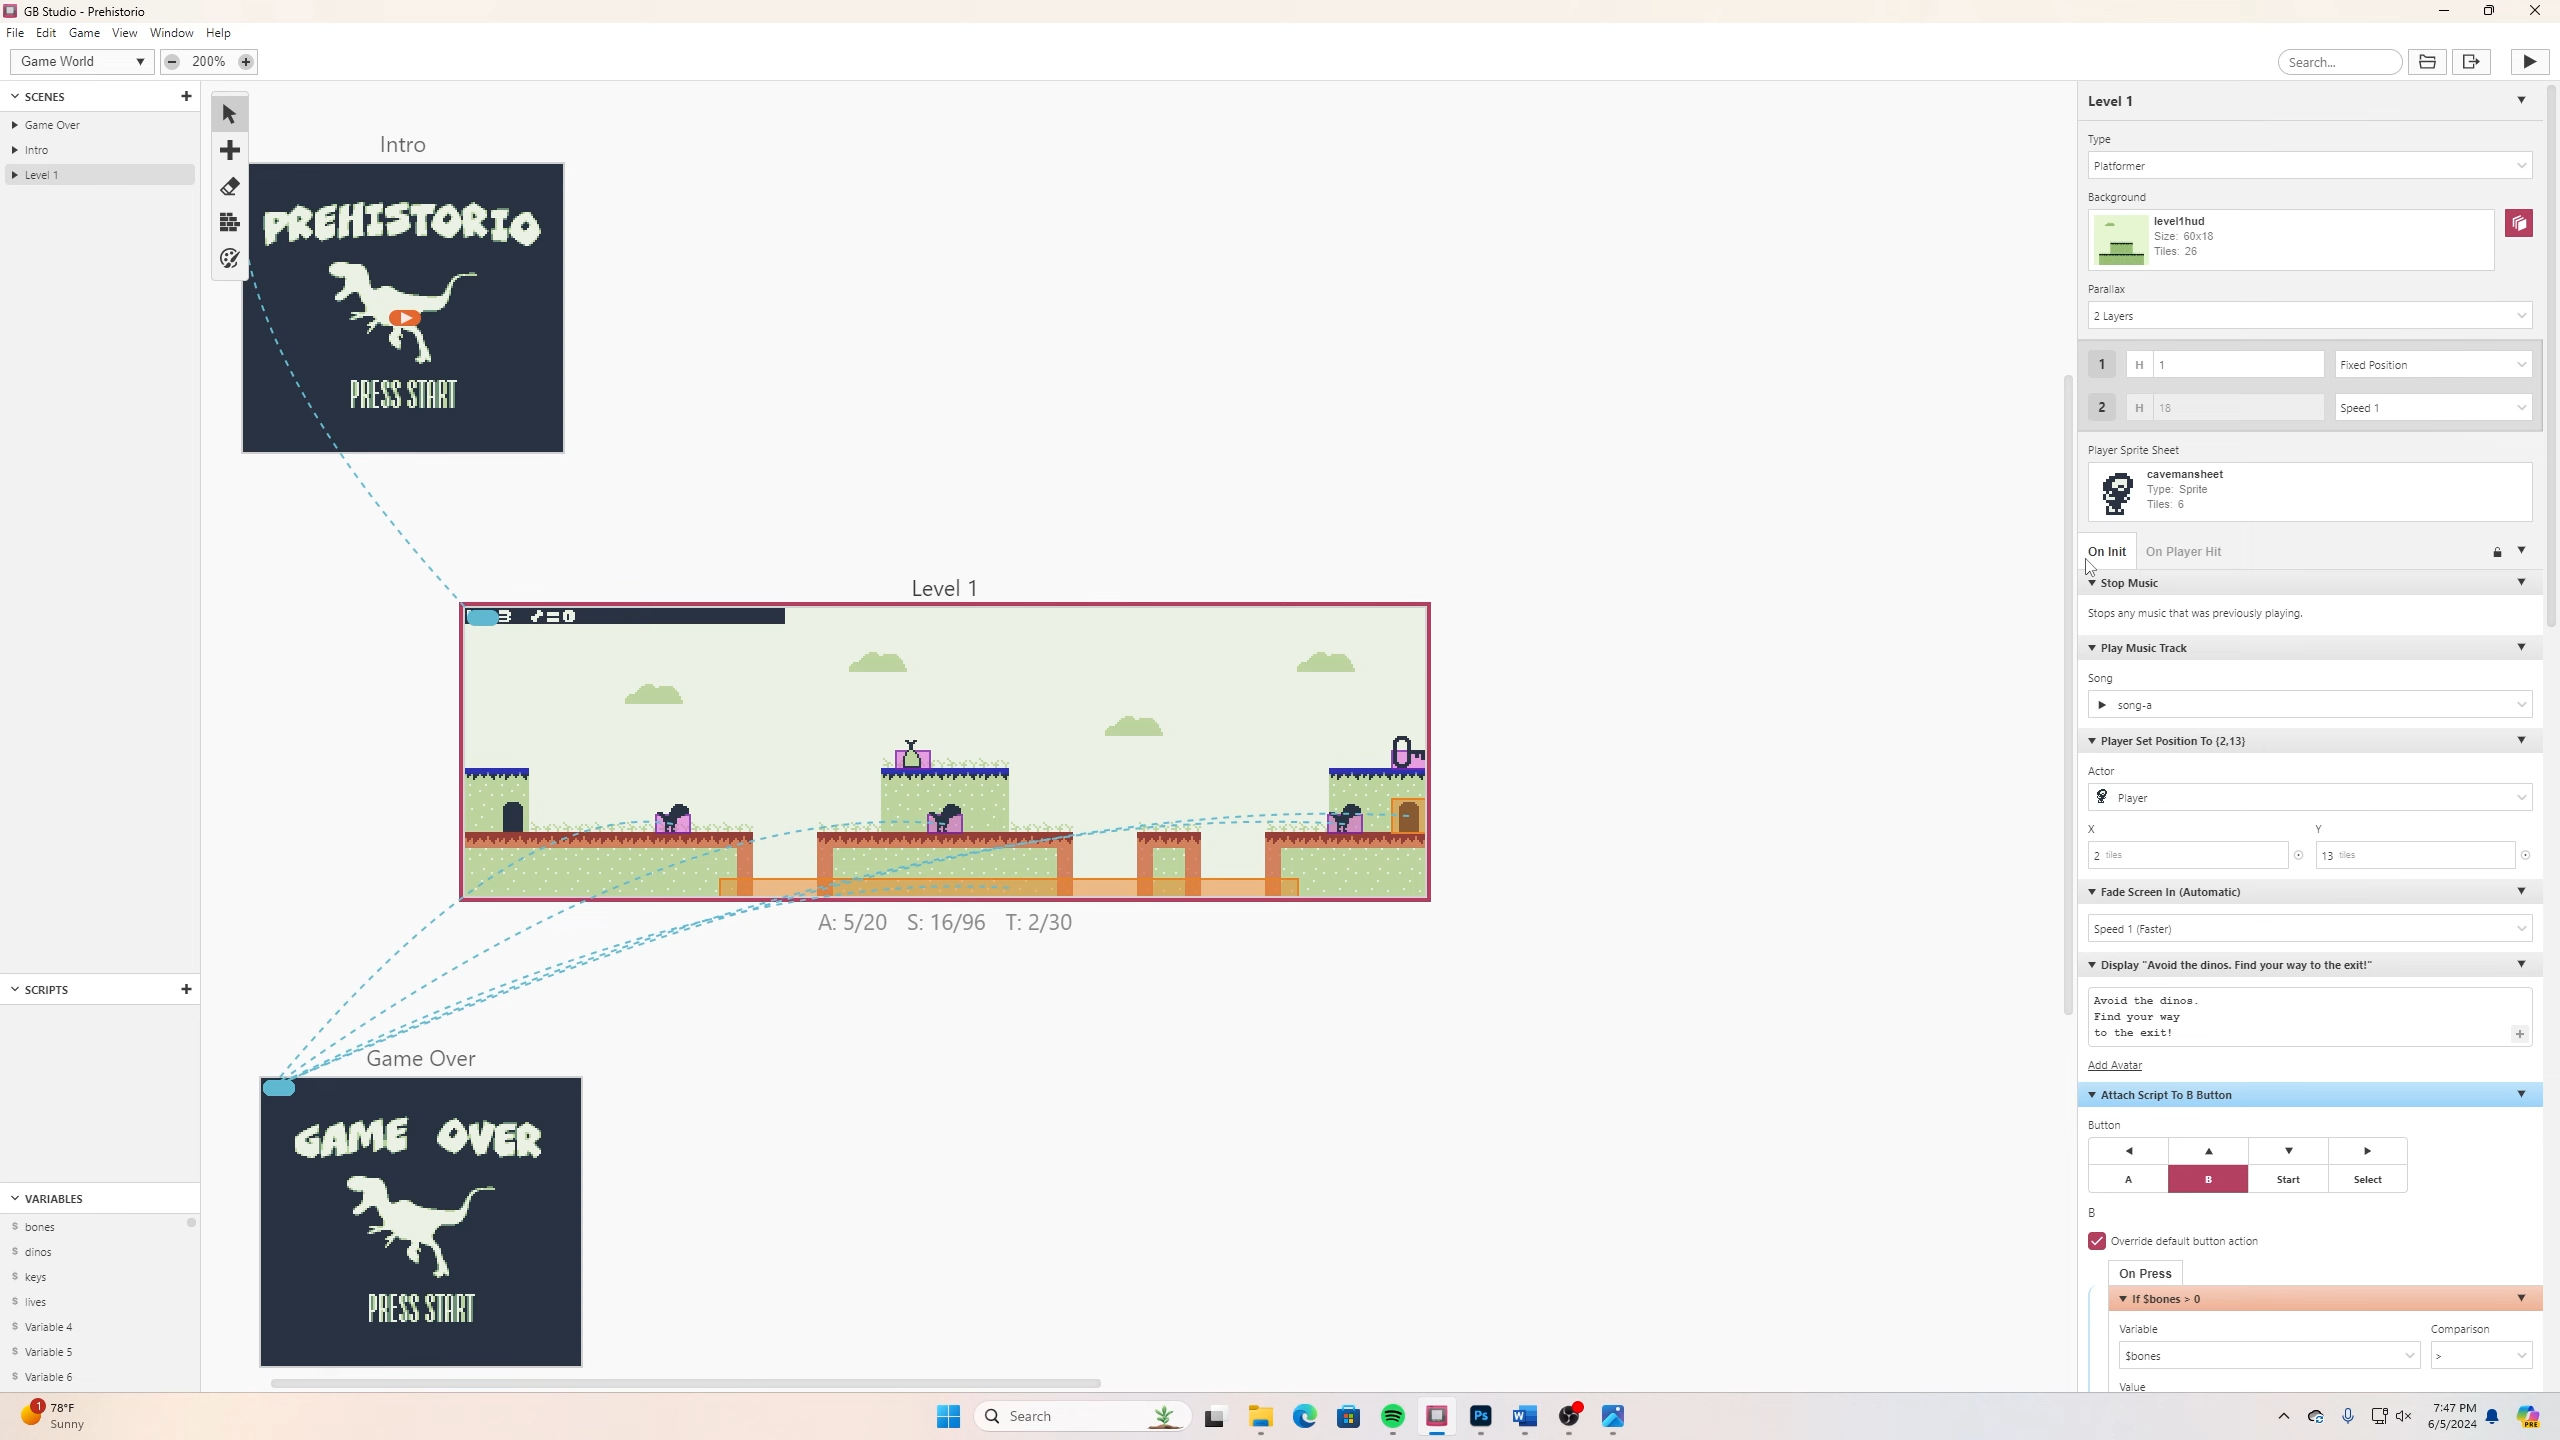 GB Studio - Prehistorio
File Edit Game View Window Help
Game World 200% Search...
SCENES
Game Over
Intro
Level 1
SCRIPTS
VARIABLES
bones
dinos
keys
lives
Variable 4
Variable 5
Variable 6
Intro
PREHISTORIO
PRESS START
Level 1
3 = 0
A: 5/20 S: 16/96 T: 2/30
Game Over
GAME OVER
PRESS START
Level 1
Type
Platformer
Background
level1hud
Size: 60x18
Tiles: 26
Parallax
2 Layers
1 H 1 Fixed Position
2 H 18 Speed 1
Player Sprite Sheet
cavemansheet
Type: Sprite
Tiles: 6
On Init On Player Hit
Stop Music
Stops any music that was previously playing.
Play Music Track
Song
song-a
Player Set Position To {2,13}
Actor
Player
X Y
2 tiles 13 tiles
Fade Screen In (Automatic)
Speed 1 (Faster)
Display "Avoid the dinos. Find your way to the exit!"
Avoid the dinos.
Find your way
to the exit!
Add Avatar
Attach Script To B Button
Button
A B Start Select
B
Override default button action
On Press
If $bones > 0
Variable Comparison
$bones >
Value
1 78°F
Sunny
Search
Ps
7:47 PM
6/5/2024
PRE